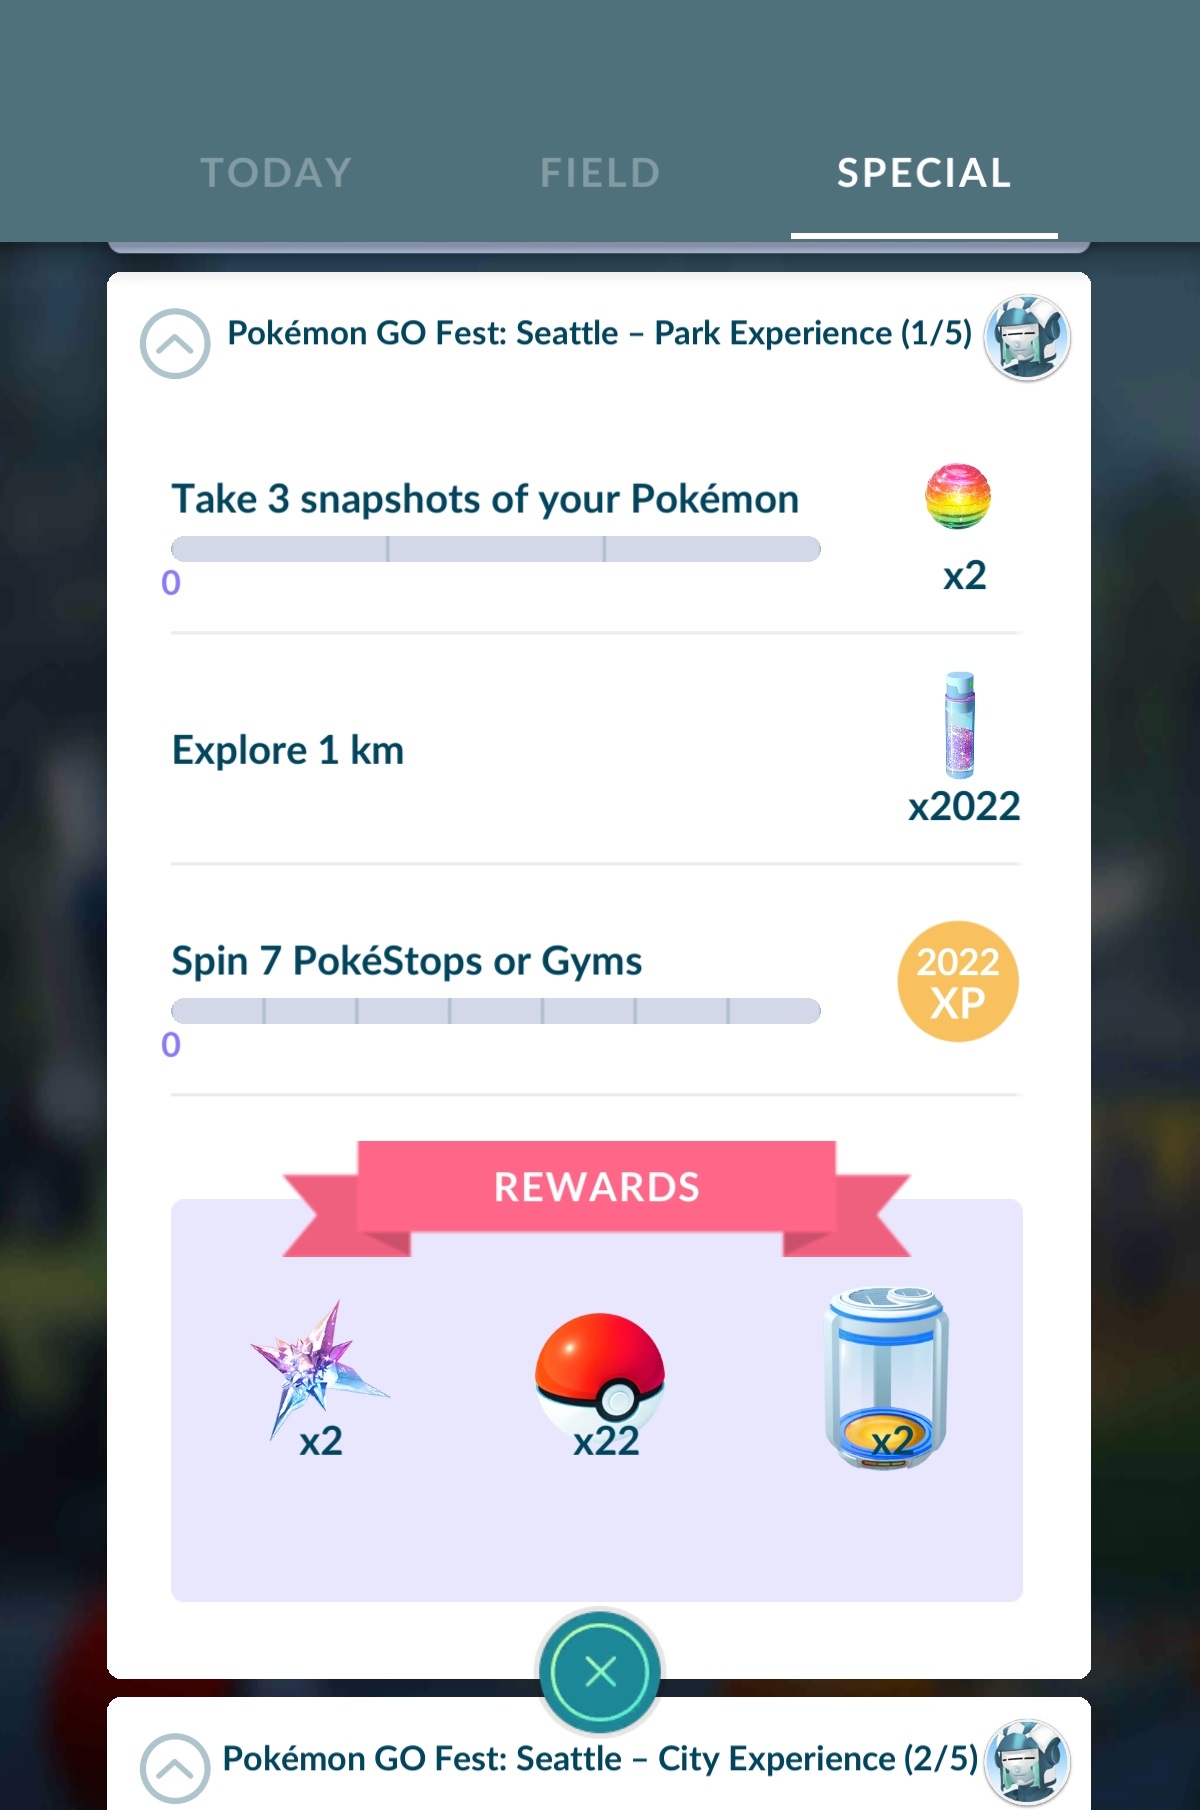 TODAY
FIELD
SPECIAL
Pokémon GO Fest: Seattle – Park Experience (1/5)
Take 3 snapshots of your Pokémon
0
x2
Explore 1 km
x2022
Spin 7 PokéStops or Gyms
0
2022
XP
REWARDS
x2
x22
x2
Pokémon GO Fest: Seattle – City Experience (2/5)